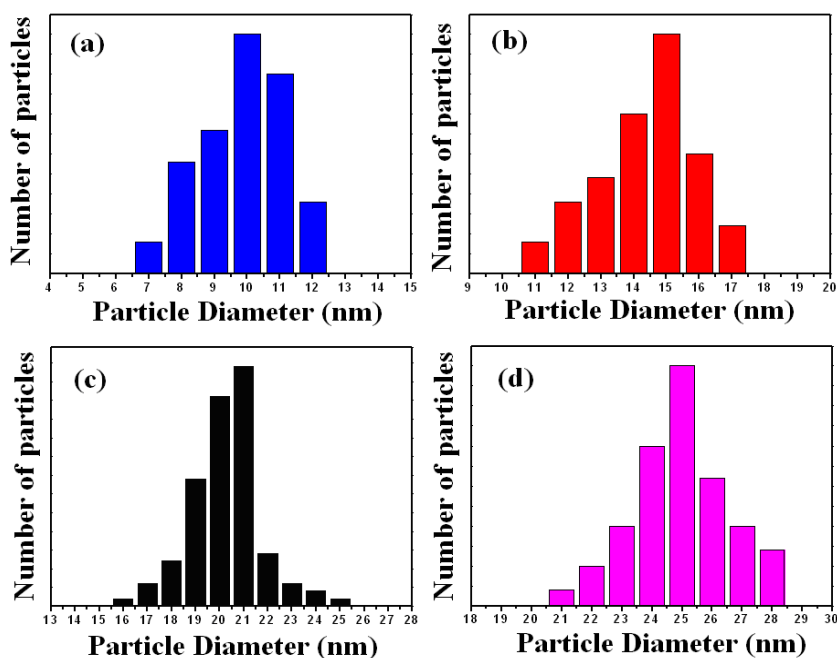 (a)
Number of particles
4 5 6 7 8 9 10 11 12 13 14 15
Particle Diameter (nm)
(b)
Number of particles
9 10 11 12 13 14 15 16 17 18 19 20
Particle Diameter (nm)
(c)
Number of particles
13 14 15 16 17 18 19 20 21 22 23 24 25 26 27 28
Particle Diameter (nm)
(d)
Number of particles
18 19 20 21 22 23 24 25 26 27 28 29 30
Particle Diameter (nm)